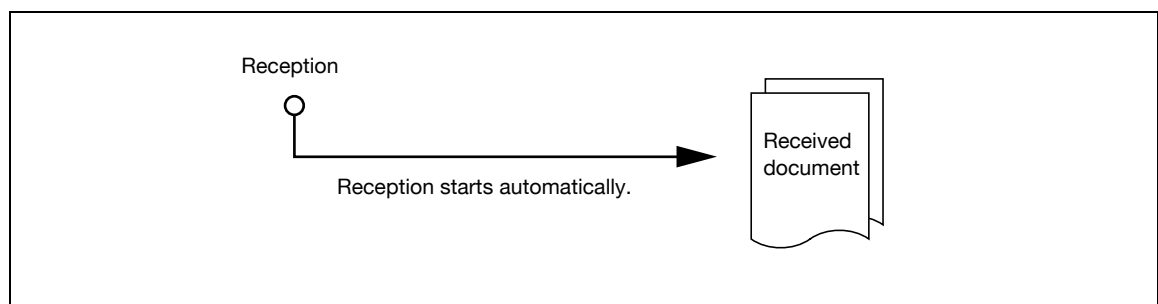 Reception
Reception starts automatically.
Received
document